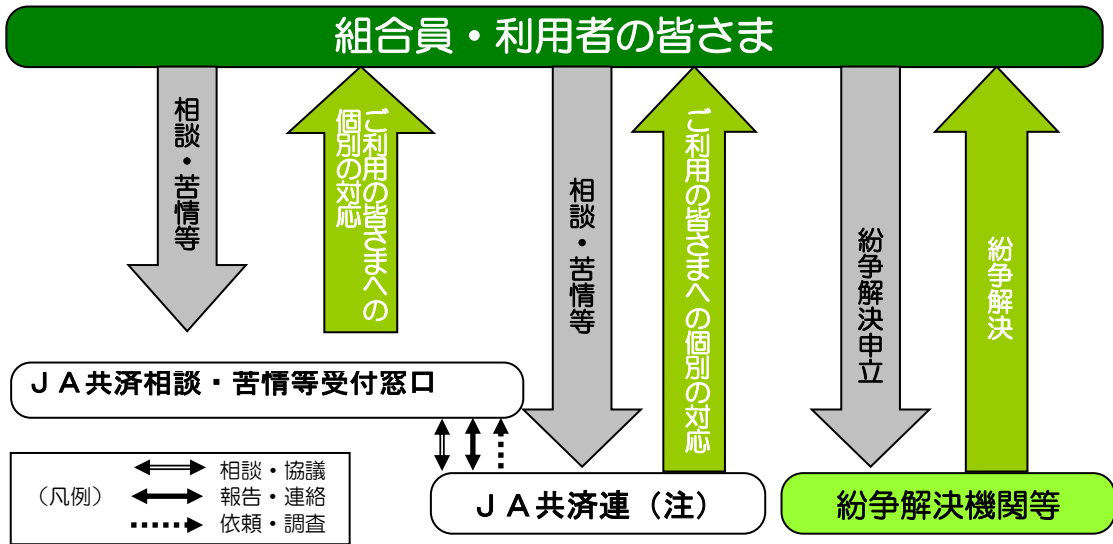 組合員・利用者の皆さま
相談・苦情等
ご利用の皆さまへの
個別の対応
相談・苦情等
ご利用の皆さまへの個別の対応
紛争解決申立
紛争解決
ＪＡ共済相談・苦情等受付窓口
（凡例）
相談・協議
報告・連絡
依頼・調査
ＪＡ共済連（注）
紛争解決機関等